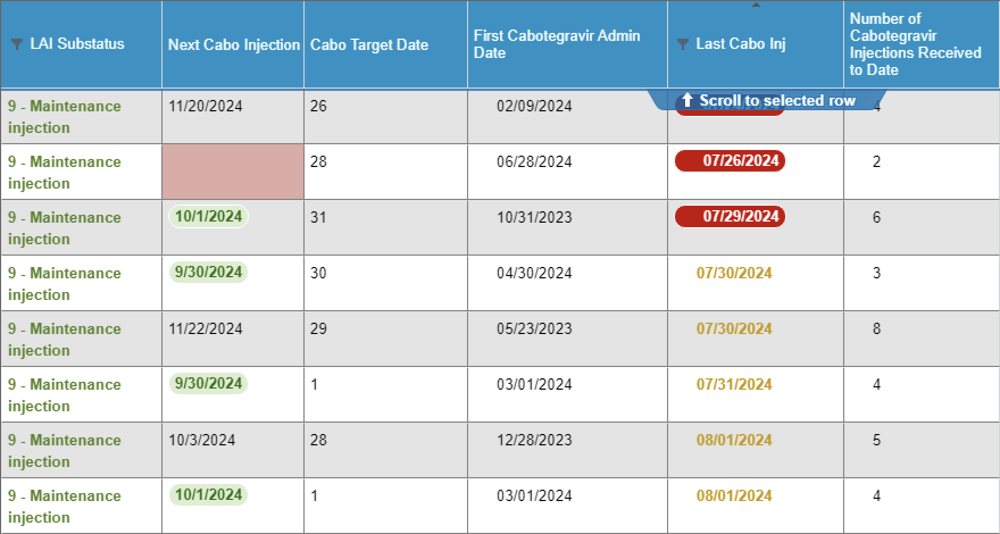 LAI Substatus
Next Cabo Injection
Cabo Target Date
First Cabotegravir Admin
Date
Last Cabo Inj
Number of
Cabotegravir
Injections Received
to Date
Scroll to selected row
9 - Maintenance
injection
11/20/2024
26
02/09/2024
4
9 - Maintenance
injection
28
06/28/2024
07/26/2024
2
9 - Maintenance
injection
10/1/2024
31
10/31/2023
07/29/2024
6
9 - Maintenance
injection
9/30/2024
30
04/30/2024
07/30/2024
3
9 - Maintenance
injection
11/22/2024
29
05/23/2023
07/30/2024
8
9 - Maintenance
injection
9/30/2024
1
03/01/2024
07/31/2024
4
9 - Maintenance
injection
10/3/2024
28
12/28/2023
08/01/2024
5
9 - Maintenance
injection
10/1/2024
1
03/01/2024
08/01/2024
4